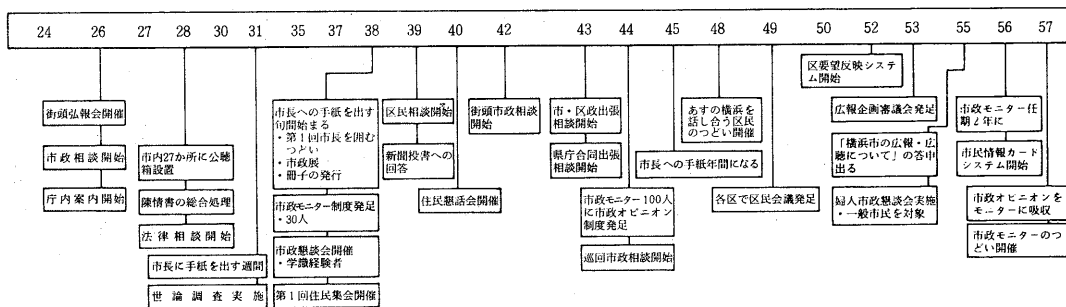 24 26 27 28 30 31 35 37 38 39 40 42 43 44 45 48 49 50 52 53 55 56 57
街頭弘報会開催
市政相談開始
庁内案内開始
市内27か所に公聴
箱設置
陳情書の総合処理
法律相談開始
市長に手紙を出す週間
世論調査実施
市長への手紙を出す
旬間始まる
・第1回市長を囲む
つどい
・市政展
・冊子の発行
市政モニター制度発足
・30人
市政懇談会開催
・学識経験者
第1回住民集会開催
区民相談開始
新聞投書への
回答
住民懇話会開催
街頭市政相談
開始
市・区政出張
相談開始
県庁合同出張
相談開始
市政モニター100人
に市政オピニオン
制度発足
巡回市政相談開始
市長への手紙年間になる
あすの横浜を
話し合う区民
のつどい開催
各区で区民会議発足
区要望反映システ
ム開始
広報企画審議会発足
「横浜市の広報・広
聴について」の答申
出る
婦人市政懇談会実施
・一般市民を対象
市政モニター任
期2年に
市民情報カード
システム開始
市政オピニオンを
モニターに吸収
市政モニターのつ
どい開催